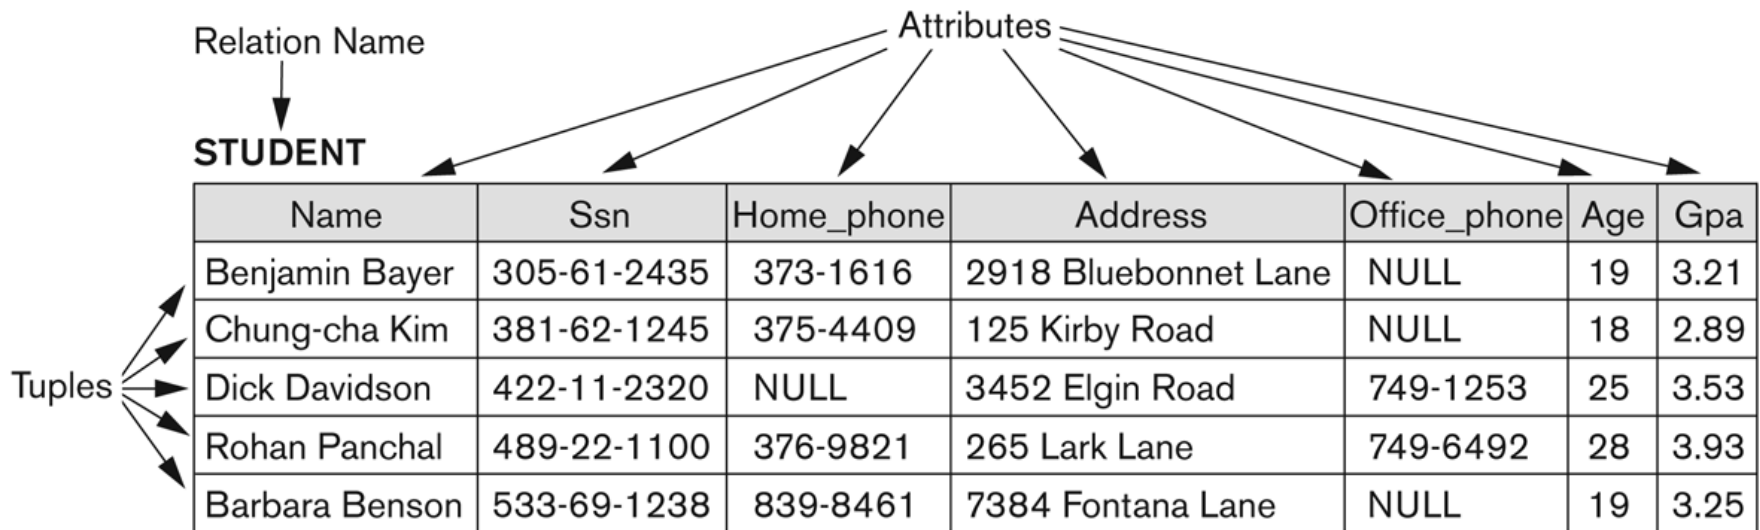 Attributes
Relation Name
STUDENT
Name Ssn Home_phone Address Office_phone Age Gpa
Benjamin Bayer 305-61-2435 373-1616 2918 Bluebonnet Lane NULL 19 3.21
Chung-cha Kim 381-62-1245 375-4409 125 Kirby Road NULL 18 2.89
Tuples
Dick Davidson 422-11-2320 NULL 3452 Elgin Road 749-1253 25 3.53
Rohan Panchal 489-22-1100 376-9821 265 Lark Lane 749-6492 28 3.93
Barbara Benson 533-69-1238 839-8461 7384 Fontana Lane NULL 19 3.25